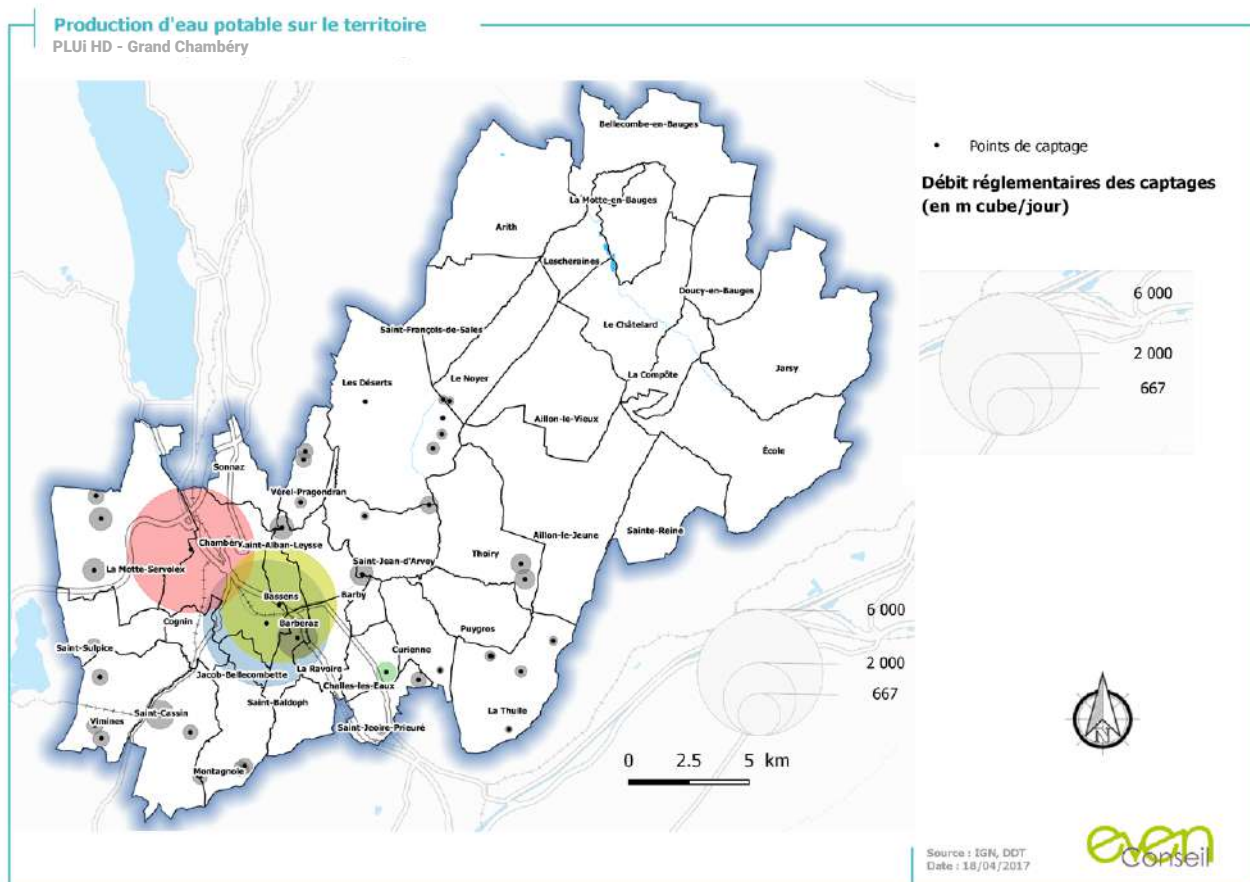 Production d'eau potable sur le territoire
PLUi HD - Grand Chambéry
Bellecombe-en-Bauges
La Motte-en-Bauges
Arith
Lescheraines
Doucy-en-Bauges
Saint-François-de-Sales
Le Châtelard
Jarsy
Les Déserts
Le Noyer
La Compôte
Aillon-le-Vieux
École
Sonnaz
Vérel-Pragondran
Aillon-le-Jeune
Sainte-Reine
Chambéry
Saint-Alban-Leysse
Thoiry
Saint-Jean-d'Arvey
La Motte-Servolex
Bassens
Barby
Cognin
Barberaz
Puygros
Saint-Sulpice
Curienne
Jacob-Bellecombette
La Ravoire
Challes-les-Eaux
Saint-Baldoph
La Thuile
Saint-Cassin
Vimines
Saint-Jeoire-Prieuré
Montagnole
Points de captage
Débit réglementaires des captages
(en m cube/jour)
6 000
2 000
667
6 000
2 000
667
0 2.5 5 km
N
Source : IGN, DDT
Date : 18/04/2017
even
Conseil